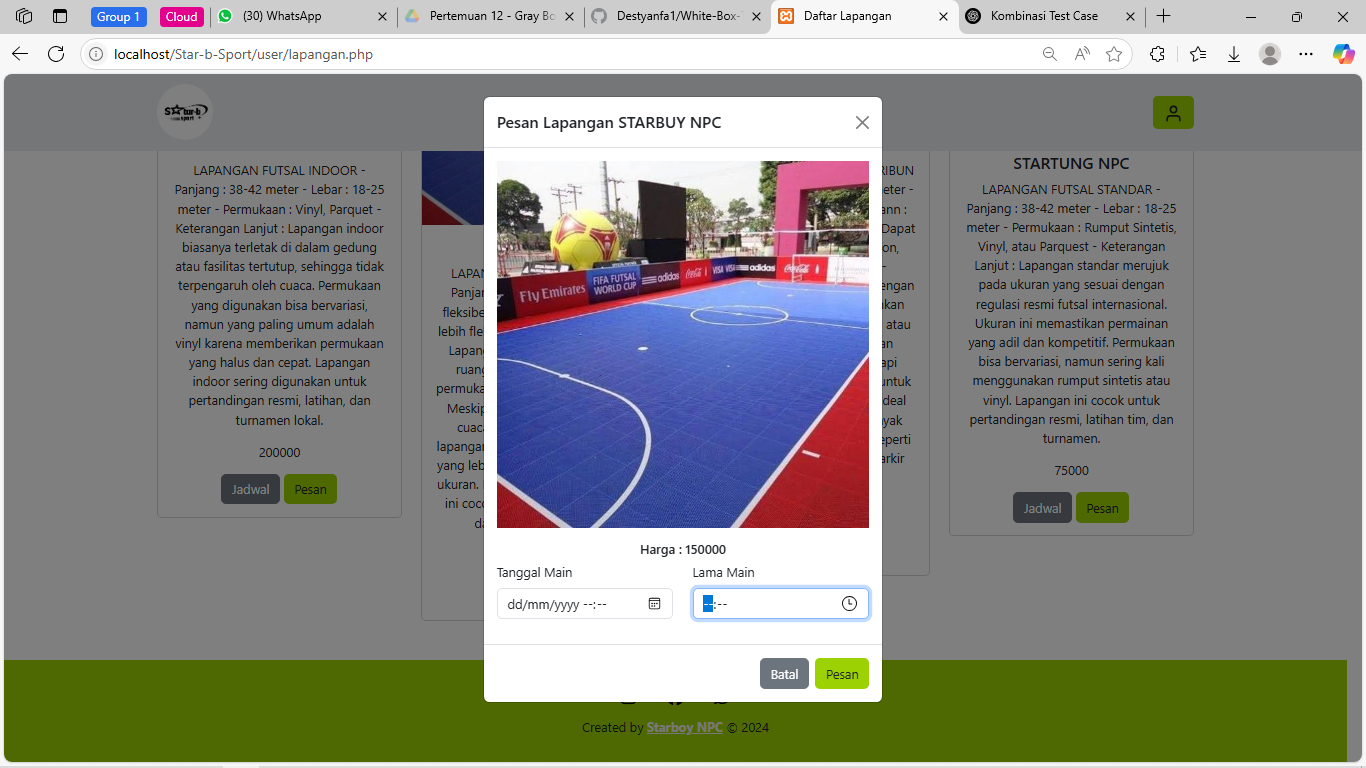 Group 1
Cloud
(30) WhatsApp
Pertemuan 12 - Gray Bo
Destyanfa1/White-Box-
Daftar Lapangan
Kombinasi Test Case
localhost/Star-b-Sport/user/lapangan.php
Pesan Lapangan STARBUY NPC
LAPANGAN FUTSAL INDOOR -
Panjang : 38-42 meter - Lebar : 18-25
meter - Permukaan : Vinyl, Parquet -
Keterangan Lanjut : Lapangan indoor
biasanya terletak di dalam gedung
atau fasilitas tertutup, sehingga tidak
terpengaruh oleh cuaca. Permukaan
yang digunakan bisa bervariasi,
namun yang paling umum adalah
vinyl karena memberikan permukaan
yang halus dan cepat. Lapangan
indoor sering digunakan untuk
pertandingan resmi, latihan, dan
turnamen lokal.
200000
Jadwal
Pesan
LAPAN
Panjar
fleksibe
lebih fle
Lapang
ruang
permuka
Meskip
cuaca
lapangan
yang leb
ukuran.
ini coco
da
Fly Emirates
FIFA FUTSAL
WORLD CUP
adidas
Coca-Cola
VISA VISA
adidas
Coca-Cola
Harga : 150000
Tanggal Main
Lama Main
dd/mm/yyyy --:--
--:--
Batal
Pesan
RIBUN
eter -
ann :
Dapat
on,
-
engan
kan
atau
an
api
untuk
deal
yak
eperti
arkir
STARTUNG NPC
LAPANGAN FUTSAL STANDAR -
Panjang : 38-42 meter - Lebar : 18-25
meter - Permukaan : Rumput Sintetis,
Vinyl, atau Parquest - Keterangan
Lanjut : Lapangan standar merujuk
pada ukuran yang sesuai dengan
regulasi resmi futsal internasional.
Ukuran ini memastikan permainan
yang adil dan kompetitif. Permukaan
bisa bervariasi, namun sering kali
menggunakan rumput sintetis atau
vinyl. Lapangan ini cocok untuk
pertandingan resmi, latihan tim, dan
turnamen.
75000
Jadwal
Pesan
Created by Starboy NPC © 2024